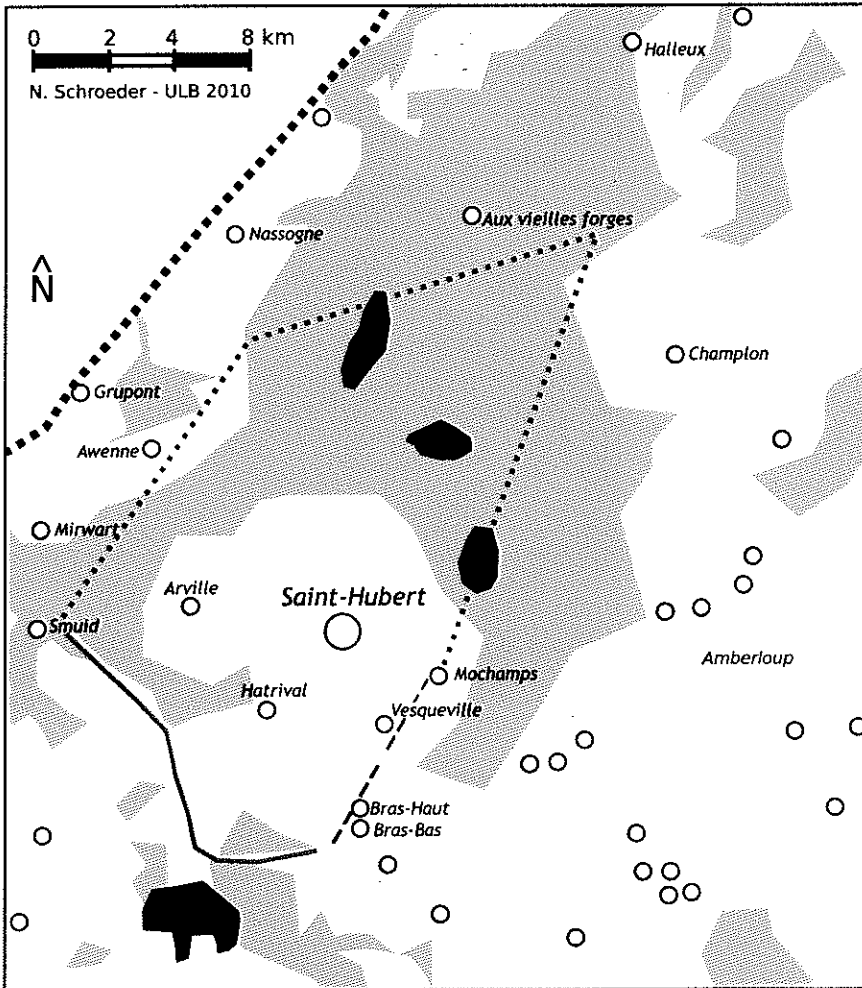 0 2 4 8 km
N. Schroeder - ULB 2010
Halleux
Aux vieilles forges
Nassogne
N
Champlon
Grupont
Awenne
Mirwart
Arville
Saint-Hubert
Smuid
Amberloup
Mochamps
Hatrival
Vesqueville
Bras-Haut
Bras-Bas